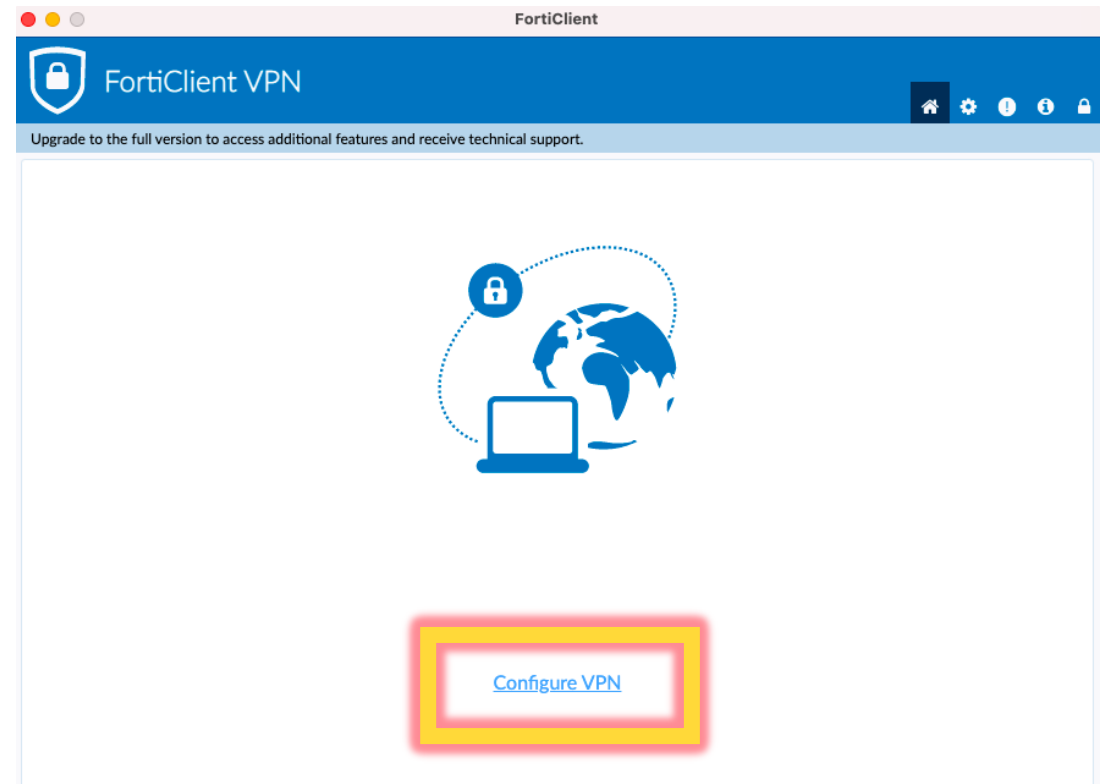 FortiClient
FortiClient VPN
Upgrade to the full version to access additional features and receive technical support.
Configure VPN